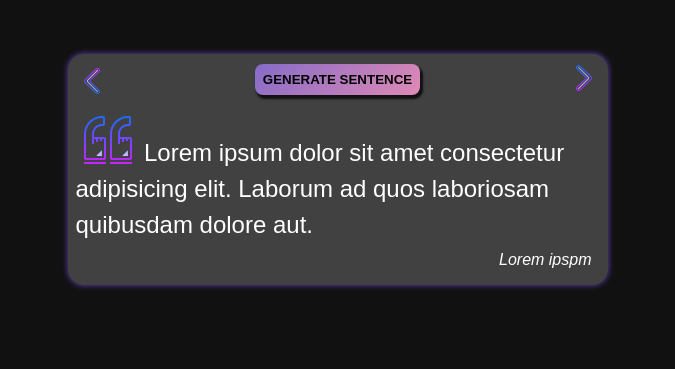 GENERATE SENTENCE
Lorem ipsum dolor sit amet consectetur
adipisicing elit. Laborum ad quos laboriosam
quibusdam dolore aut.
Lorem ipspm